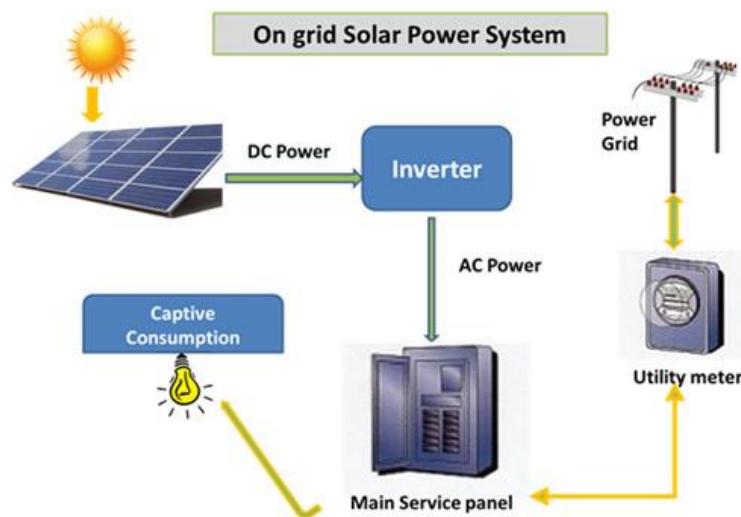 On grid Solar Power System
Power
Grid
DC Power
Inverter
AC Power
Captive
Consumption
Utility meter
Main Service panel